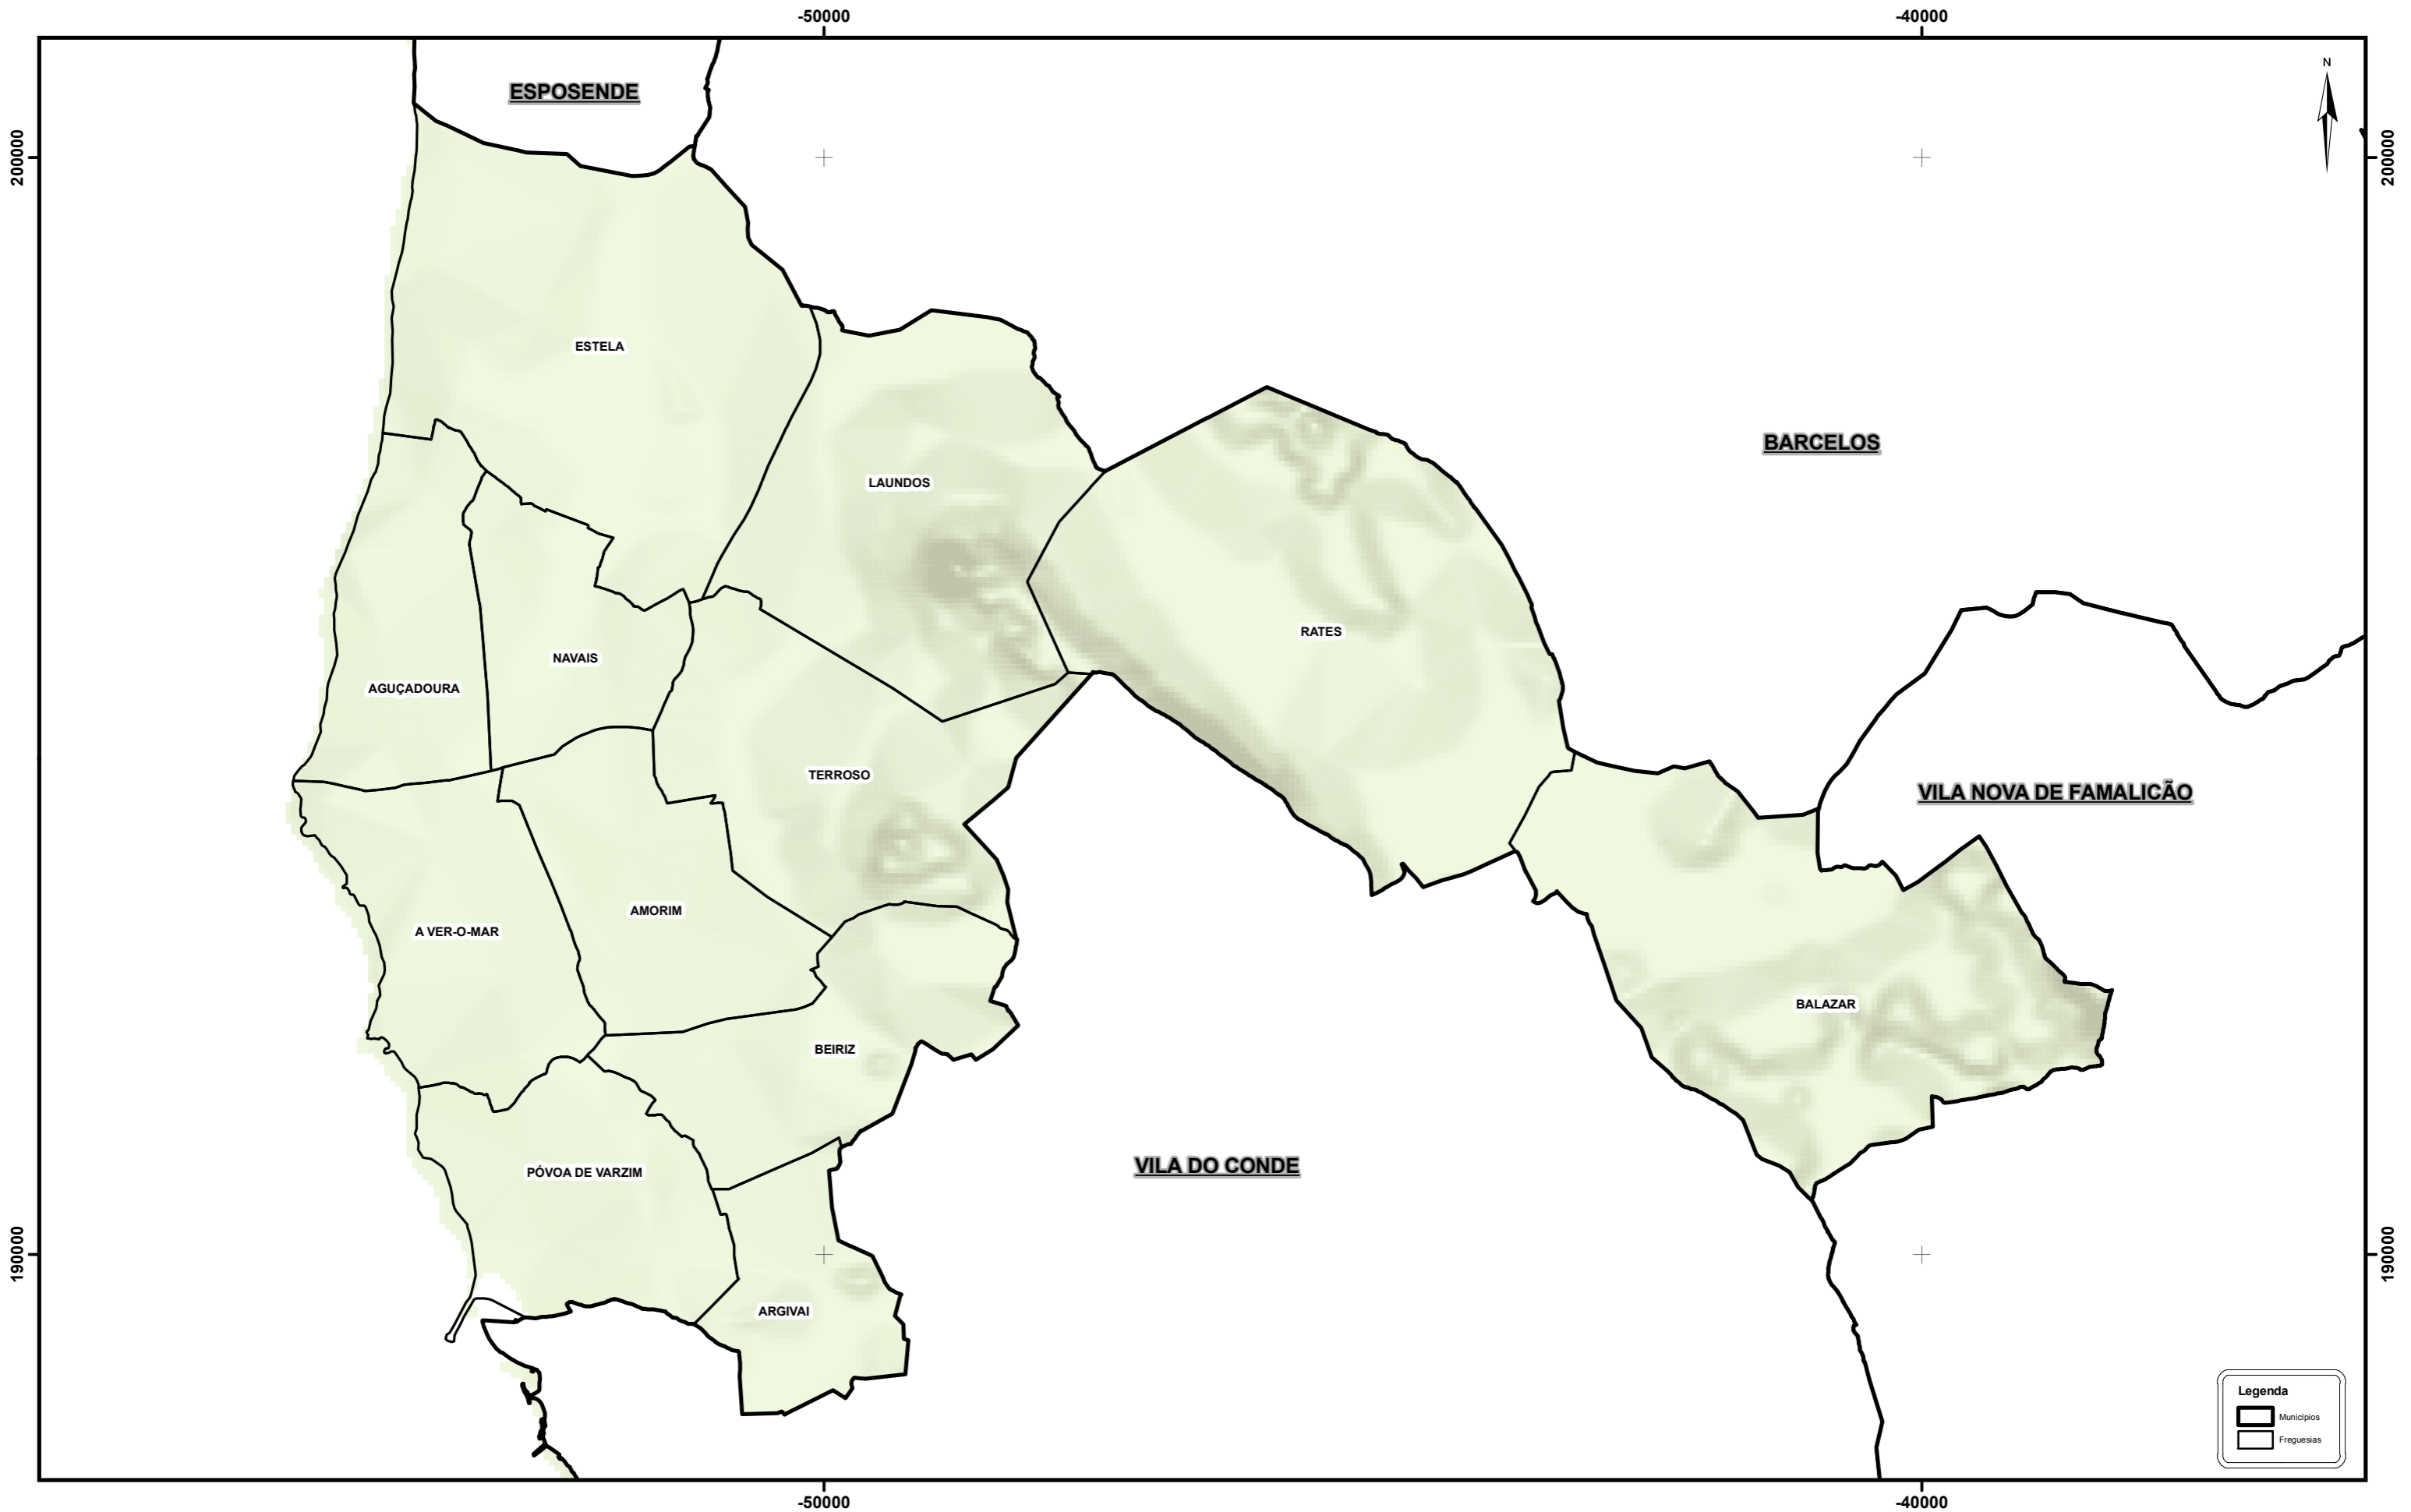 -50000
-40000
N
ESPOSENDE
200000
200000
ESTELA
BARCELOS
LAUNDOS
RATES
NAVAIS
AGUÇADOURA
TERROSO
VILA NOVA DE FAMALICÃO
AMORIM
A VER-O-MAR
BALAZAR
BEIRIZ
VILA DO CONDE
PÓVOA DE VARZIM
190000
190000
ARGIVAI
Legenda
Municípios
Freguesias
-50000
-40000